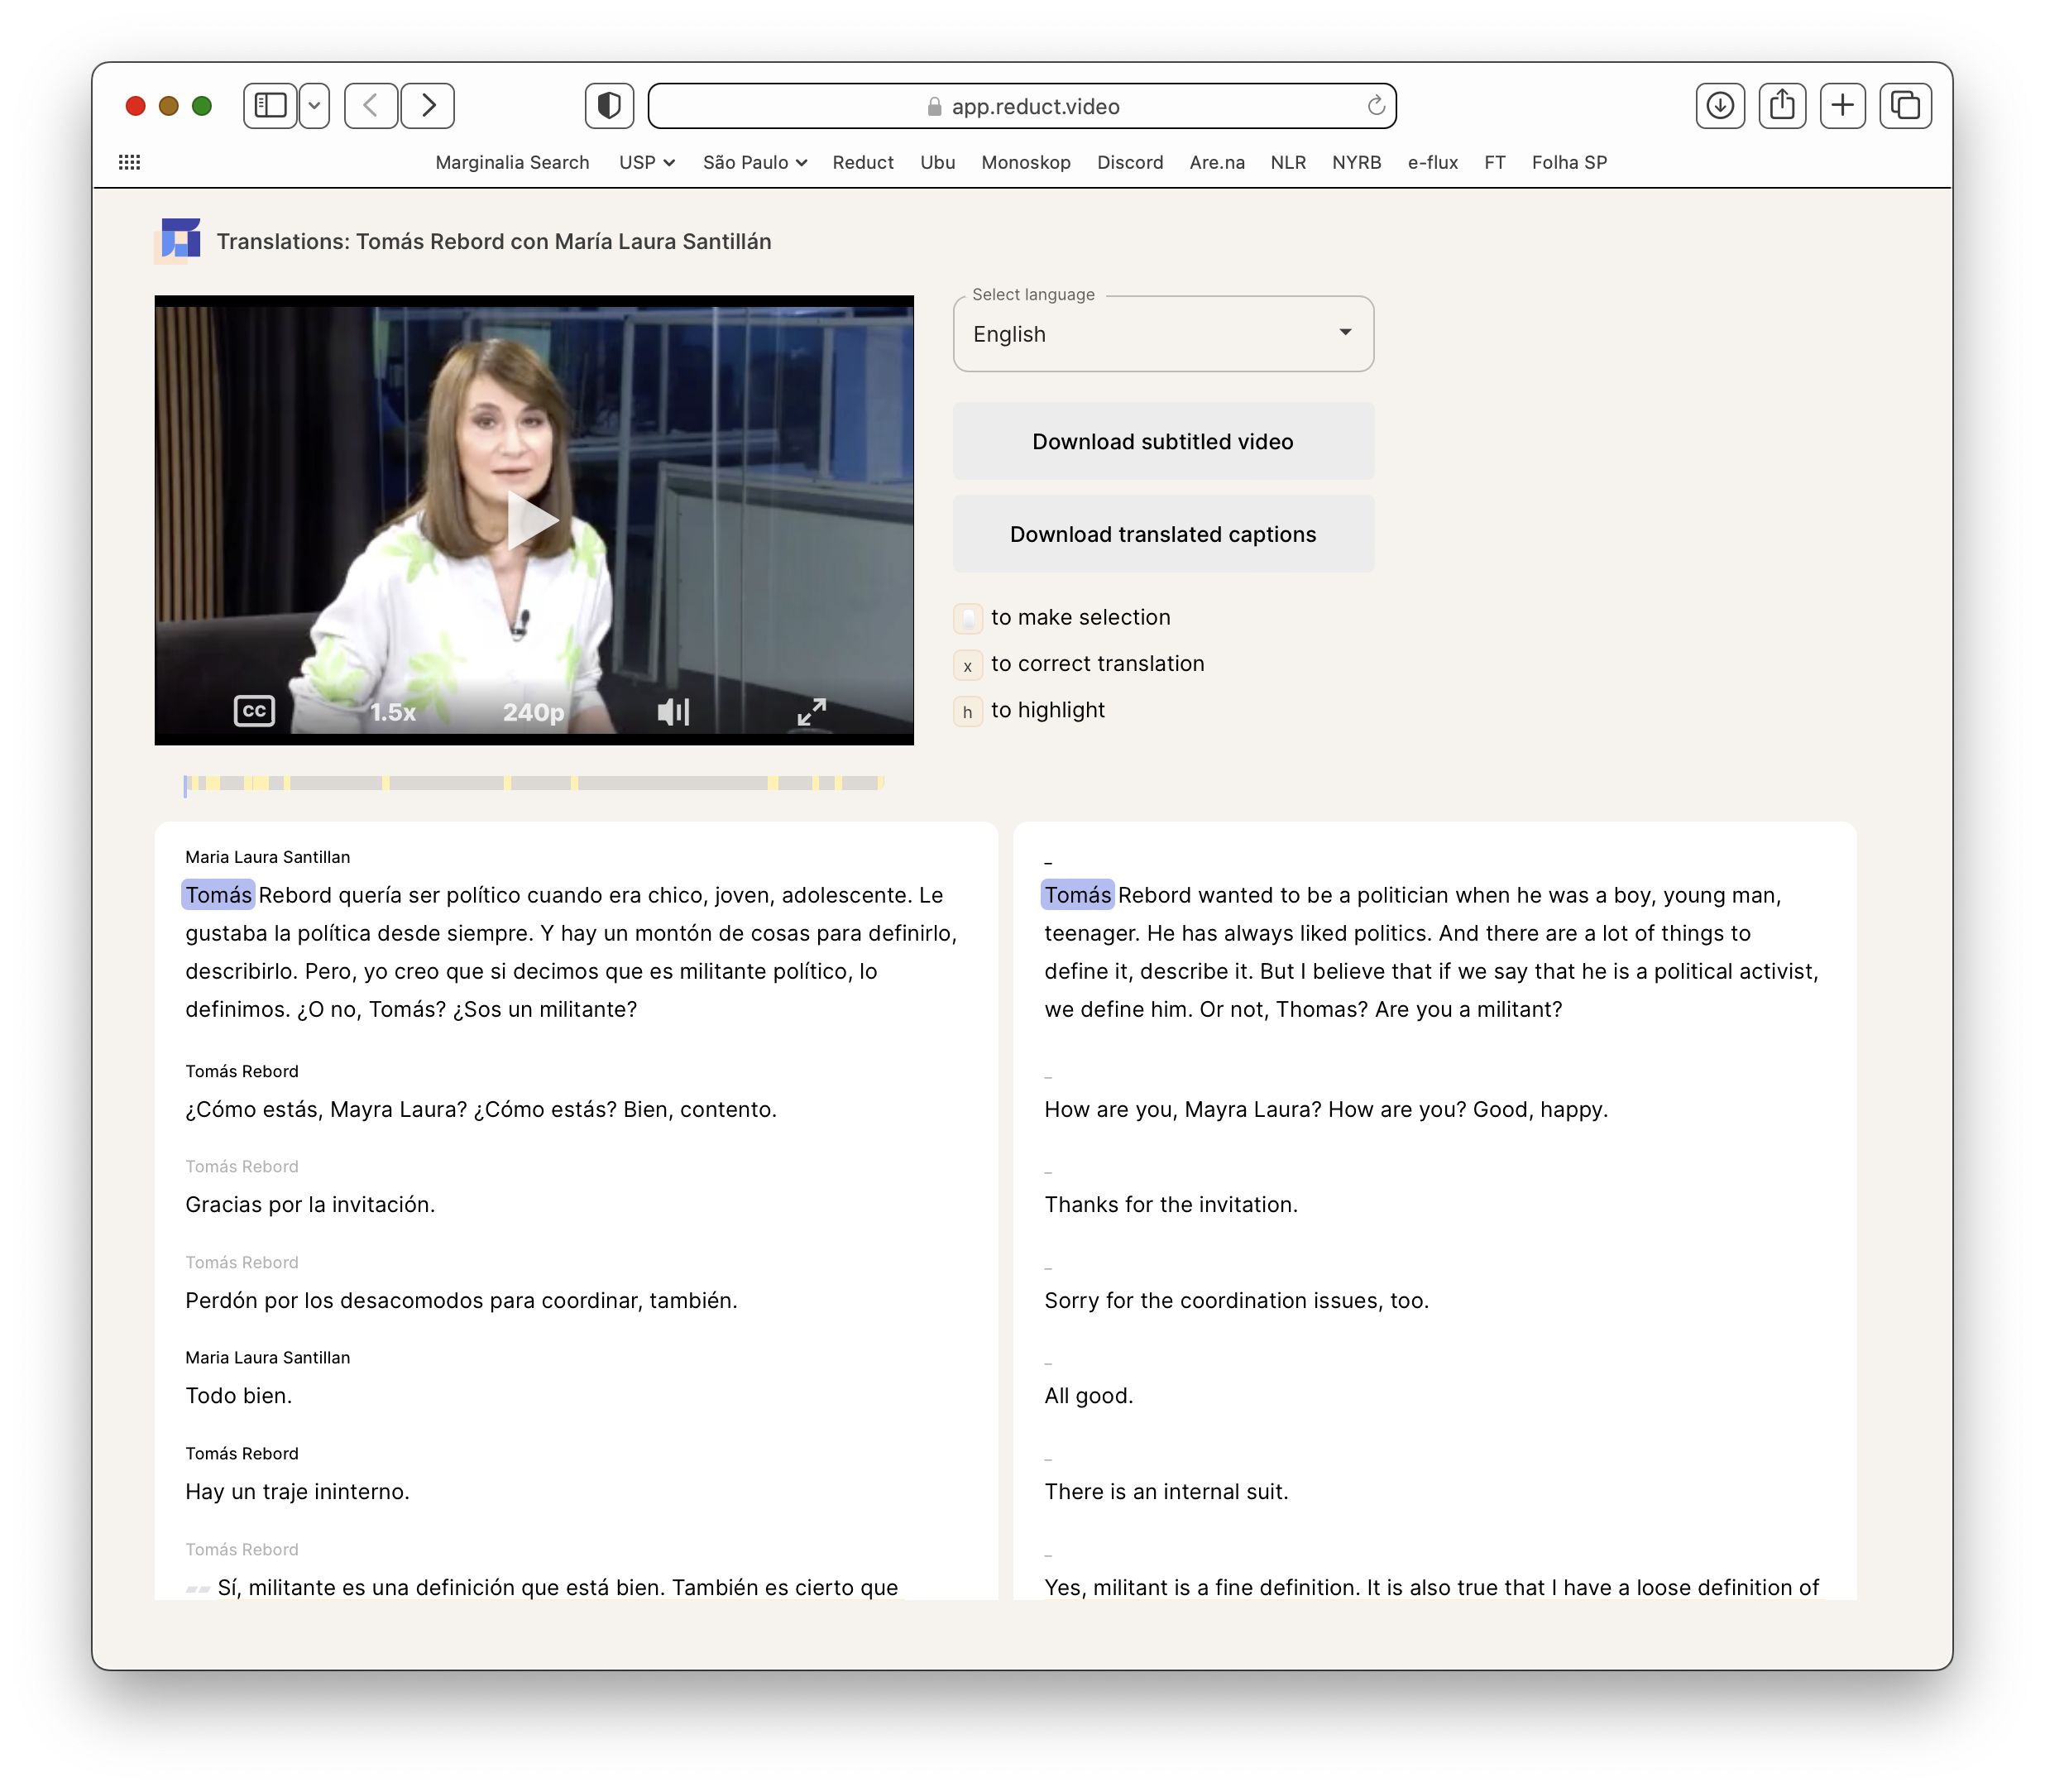 app.reduct.video
Marginalia Search USP São Paulo Reduct Ubu Monoskop Discord Are.na NLR NYRB e-flux FT Folha SP
Translations: Tomás Rebord con María Laura Santillán
Select language
English
Download subtitled video
Download translated captions
to make selection
x to correct translation
h to highlight
CC 1.5x 240p
Maria Laura Santillan
Tomás Rebord quería ser político cuando era chico, joven, adolescente. Le
gustaba la política desde siempre. Y hay un montón de cosas para definirlo,
describirlo. Pero, yo creo que si decimos que es militante político, lo
definimos. ¿O no, Tomás? ¿Sos un militante?
Tomás Rebord
¿Cómo estás, Mayra Laura? ¿Cómo estás? Bien, contento.
Tomás Rebord
Gracias por la invitación.
Tomás Rebord
Perdón por los desacomodos para coordinar, también.
Maria Laura Santillan
Todo bien.
Tomás Rebord
Hay un traje ininterno.
Tomás Rebord
Sí, militante es una definición que está bien. También es cierto que
–
Tomás Rebord wanted to be a politician when he was a boy, young man,
teenager. He has always liked politics. And there are a lot of things to
define it, describe it. But I believe that if we say that he is a political activist,
we define him. Or not, Thomas? Are you a militant?
–
How are you, Mayra Laura? How are you? Good, happy.
–
Thanks for the invitation.
–
Sorry for the coordination issues, too.
–
All good.
–
There is an internal suit.
–
Yes, militant is a fine definition. It is also true that I have a loose definition of